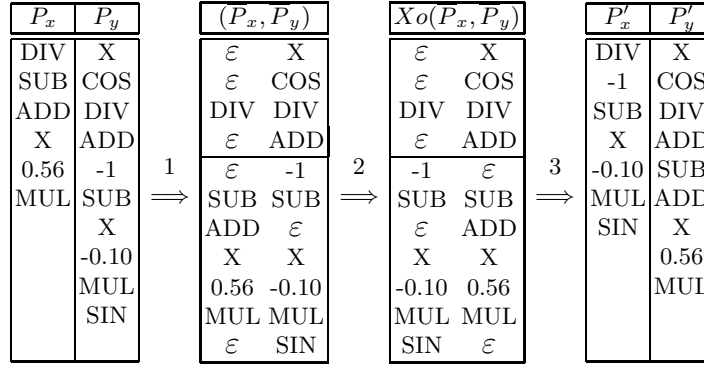 P_x P_y (P̅_x, P̅_y) Xo(P̅_x, P̅_y) P'_x P'_y
DIV X ε X ε X DIV X
SUB COS ε COS ε COS -1 COS
ADD DIV DIV DIV DIV DIV SUB DIV
X ADD ε ADD ε ADD X ADD
0.56 -1 1 ε -1 2 -1 ε 3 -0.10 SUB
MUL SUB ⟹ SUB SUB ⟹ SUB SUB ⟹ MUL ADD
X ADD ε ε ADD SIN X
-0.10 X X X X 0.56
MUL 0.56 -0.10 -0.10 0.56 MUL
SIN MUL MUL MUL MUL
ε SIN SIN ε